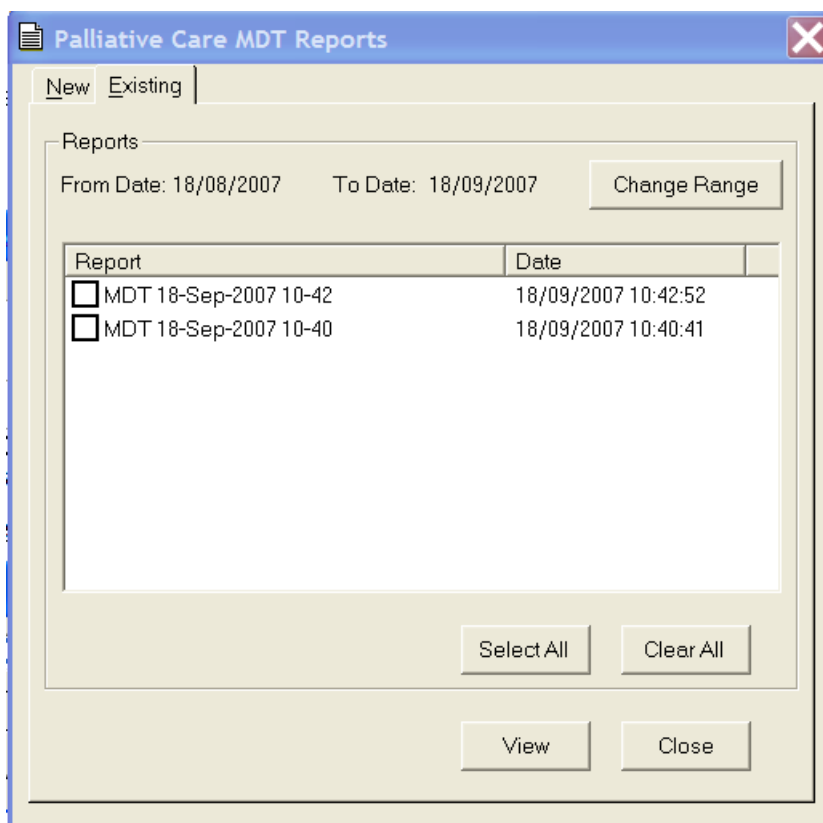 Palliative Care MDT Reports
New Existing
Reports
From Date: 18/08/2007 To Date: 18/09/2007 Change Range
Report Date
MDT 18-Sep-2007 10-42 18/09/2007 10:42:52
MDT 18-Sep-2007 10-40 18/09/2007 10:40:41
Select All Clear All
View Close